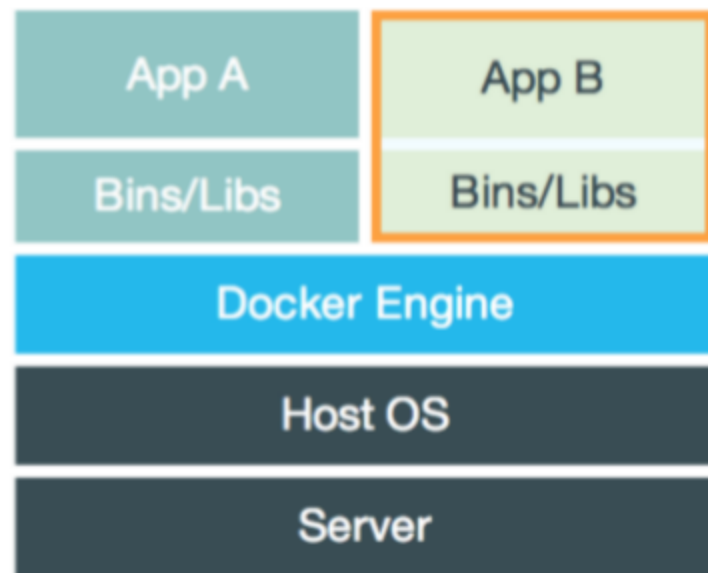 App A
App B
Bins/Libs
Bins/Libs
Docker Engine
Host OS
Server